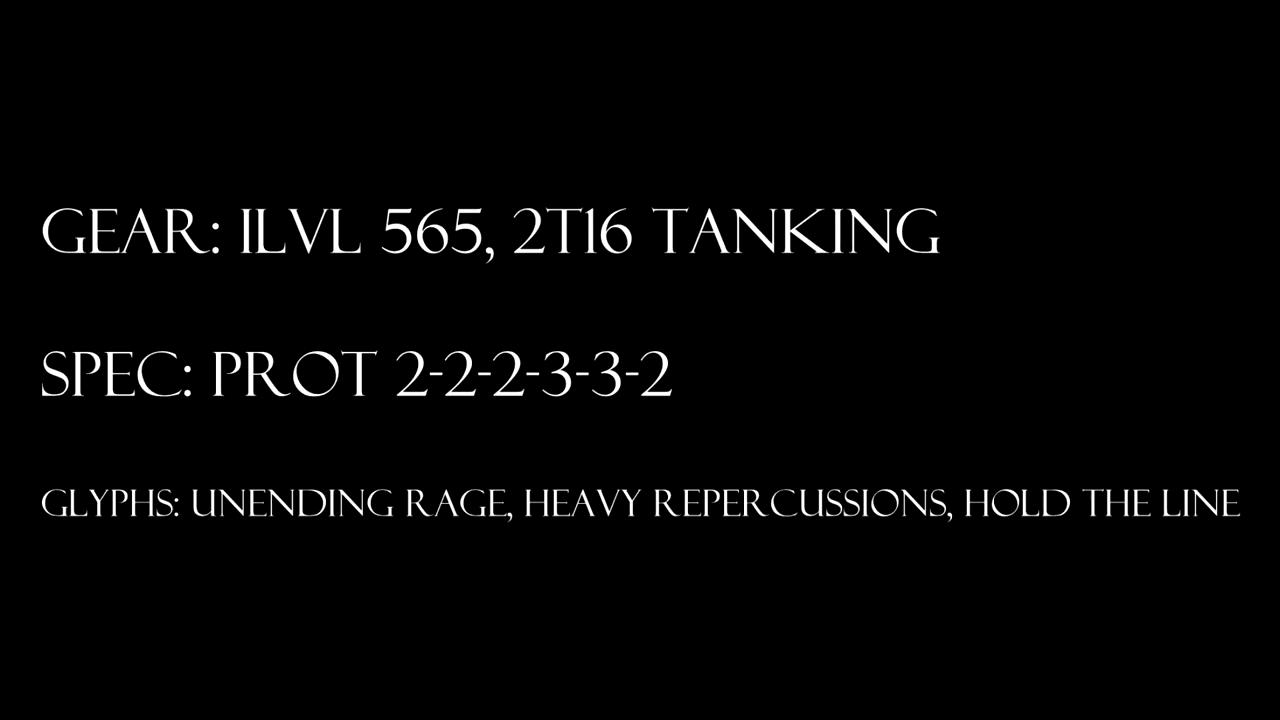 GEAR: ILVL 565, 2T16 TANKING
SPEC: PROT 2-2-2-3-3-2
GLYPHS: UNENDING RAGE, HEAVY REPERCUSSIONS, HOLD THE LINE